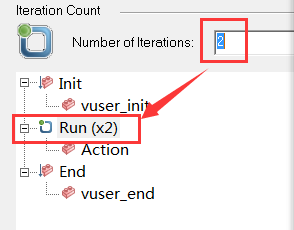 Iteration Count
Number of Iterations: 2
Init
vuser_init
Run (x2)
Action
End
vuser_end